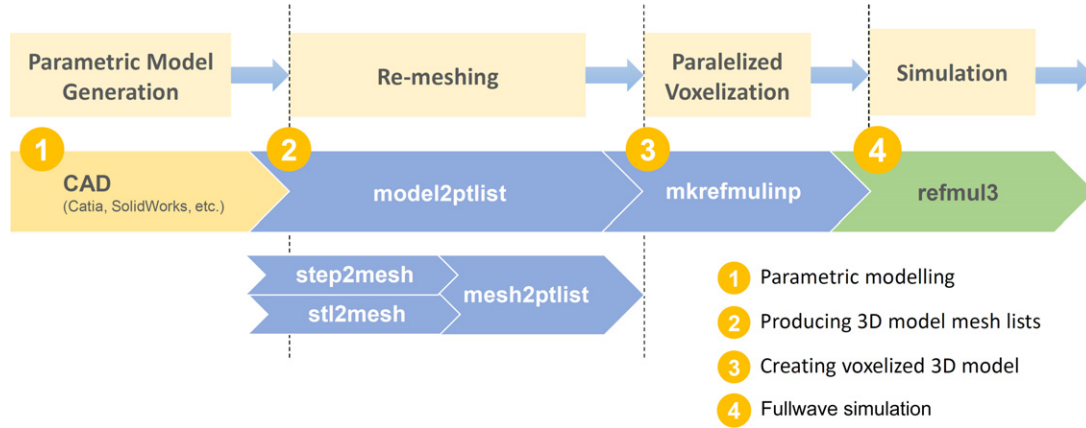 Parametric Model
Generation
Re-meshing
Paralelized
Voxelization
Simulation
1
2
3
4
CAD
(Catia, SolidWorks, etc.)
model2ptlist
mkrefmulinp
refmul3
step2mesh
stl2mesh
mesh2ptlist
1 Parametric modelling
2 Producing 3D model mesh lists
3 Creating voxelized 3D model
4 Fullwave simulation